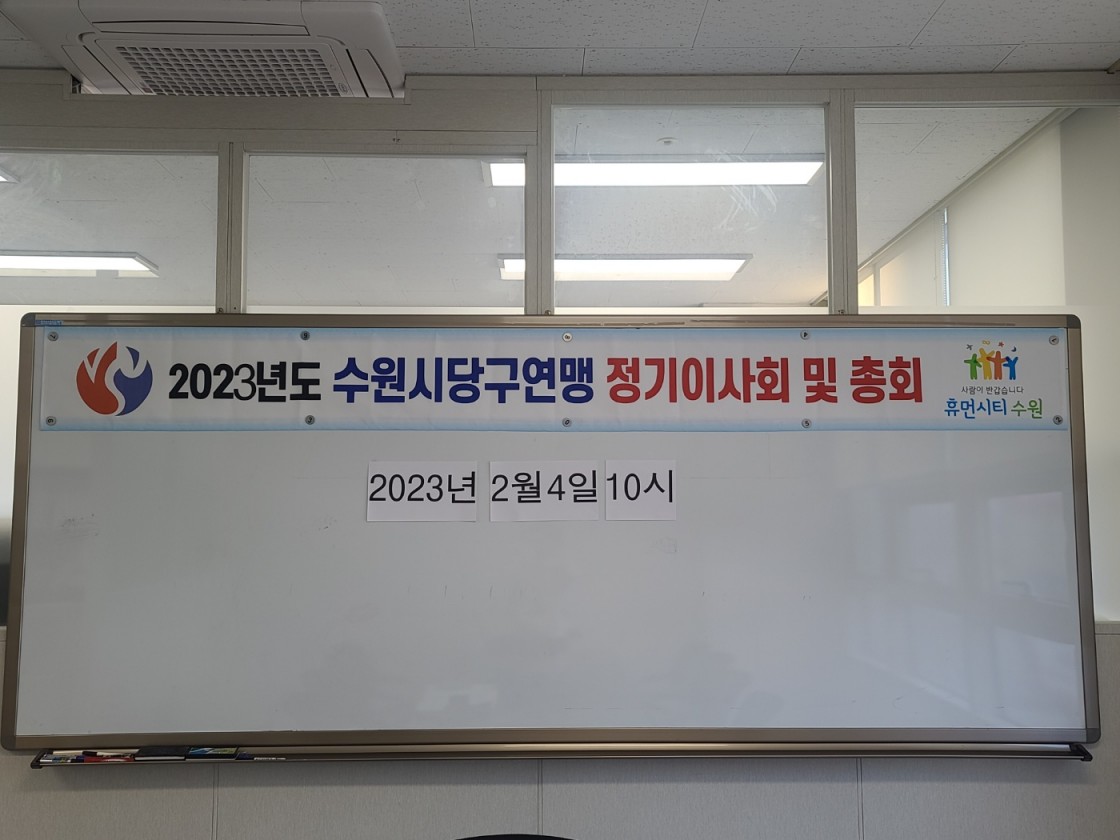 2023년도 수원시당구연맹 정기이사회 및 총회
사람이 반갑습니다
휴먼시티 수원
2023년 2월4일 10시